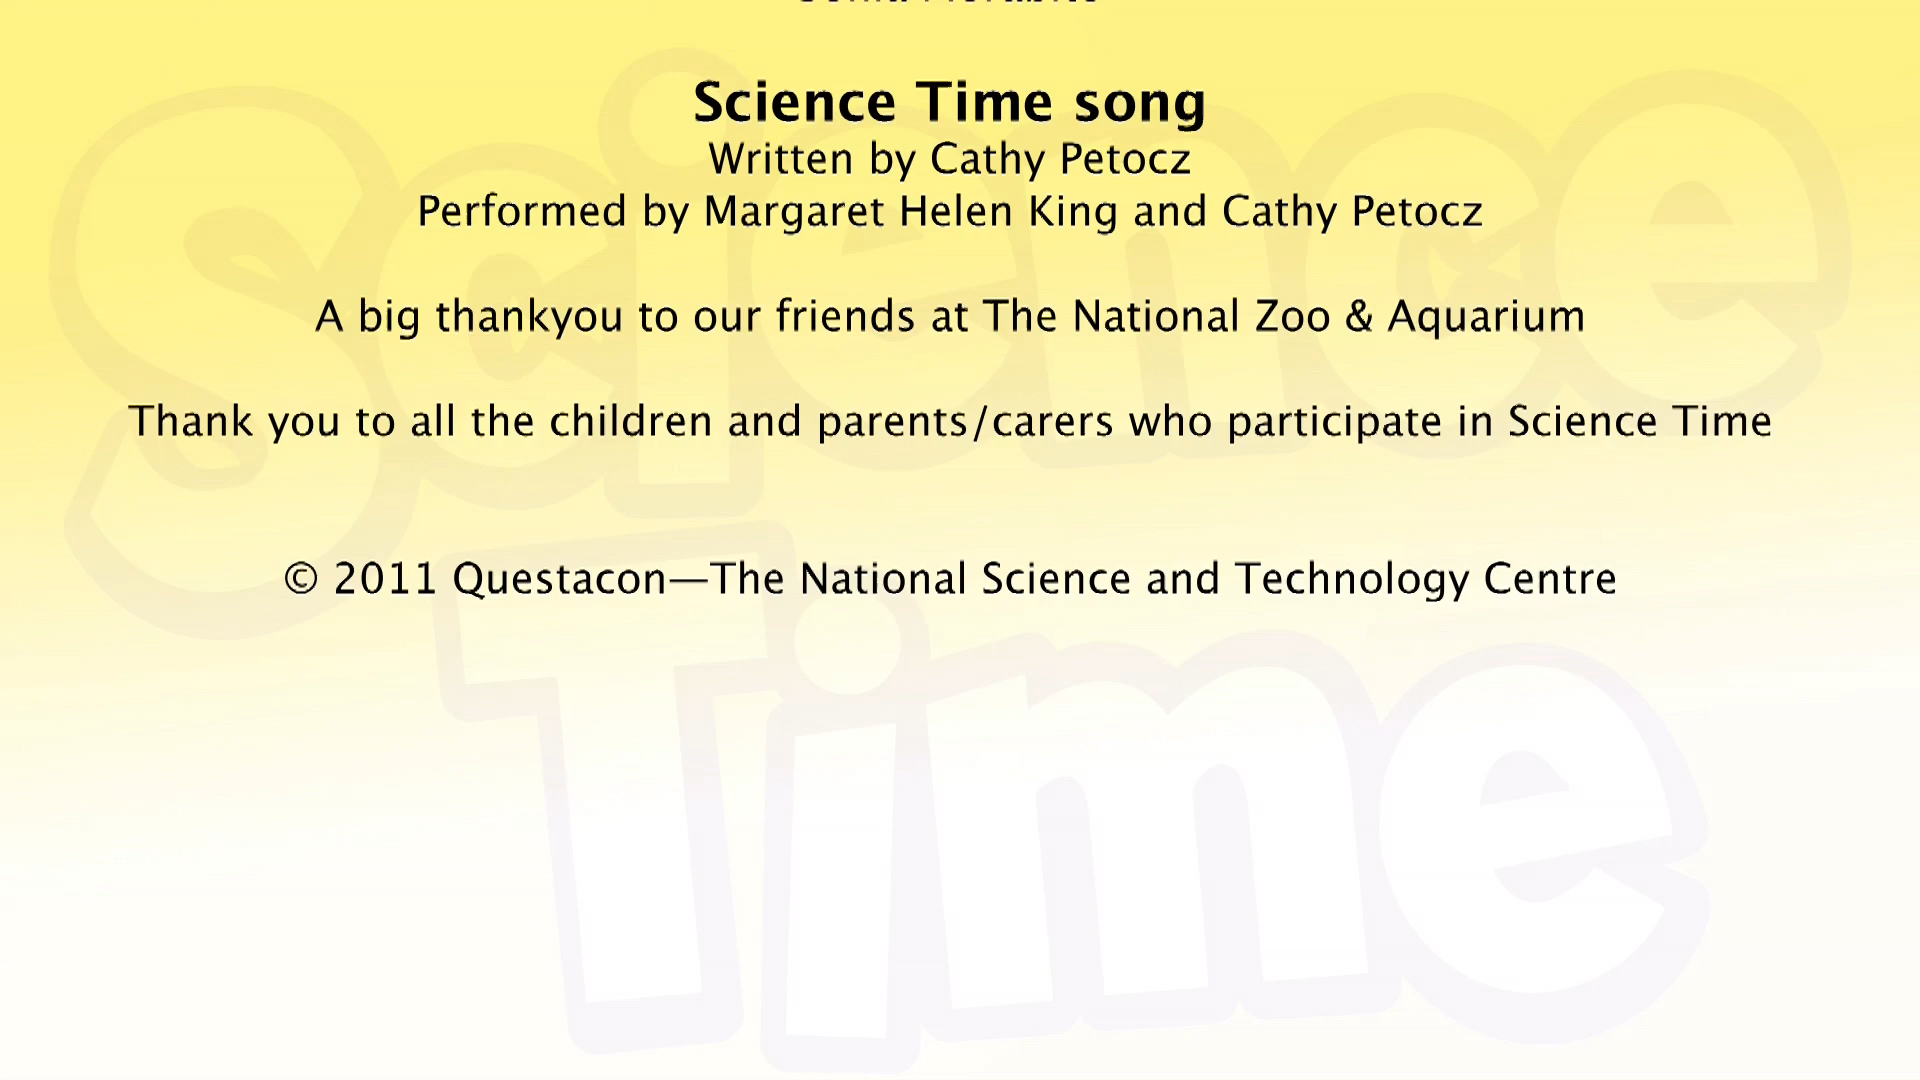 Science Time song
Written by Cathy Petocz
Performed by Margaret Helen King and Cathy Petocz
A big thankyou to our friends at The National Zoo & Aquarium
Thank you to all the children and parents/carers who participate in Science Time
© 2011 Questacon—The National Science and Technology Centre
Science
Time